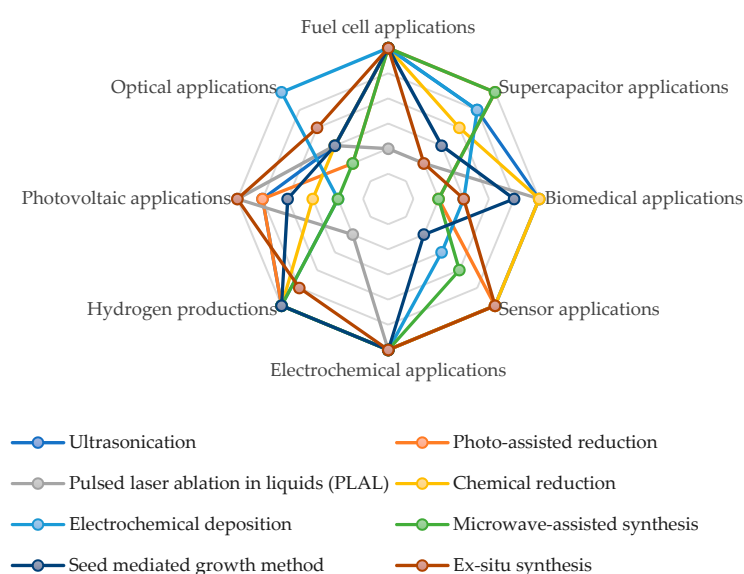 Fuel cell applications
Optical applications
Supercapacitor applications
Photovoltaic applications
Biomedical applications
Hydrogen productions
Sensor applications
Electrochemical applications
Ultrasonication
Photo-assisted reduction
Pulsed laser ablation in liquids (PLAL)
Chemical reduction
Electrochemical deposition
Microwave-assisted synthesis
Seed mediated growth method
Ex-situ synthesis